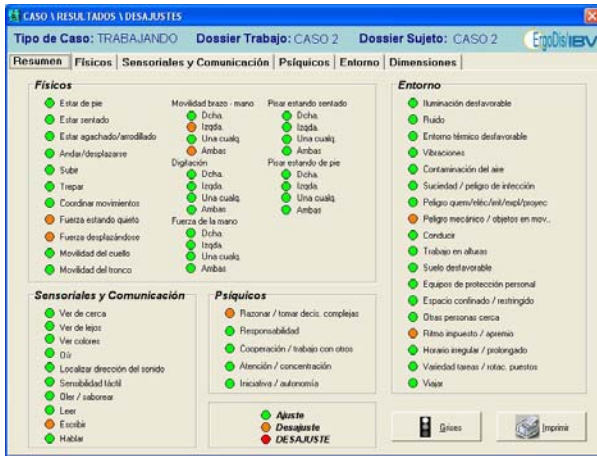 CASO \ RESULTADOS \ DESAJUSTES
Tipo de Caso: TRABAJANDO Dossier Trabajo: CASO 2 Dossier Sujeto: CASO 2 ErgoDis/IBV
Resumen Físicos Sensoriales y Comunicación Psíquicos Entorno Dimensiones
Físicos
Estar de pie
Estar sentado
Estar agachado/arrodillado
Andar/desplazarse
Subir
Trepar
Coordinar movimientos
Fuerza estando quieto
Fuerza desplazándose
Movilidad del cuello
Movilidad del tronco
Movilidad brazo - mano
Dcha.
Izqda.
Una cualq.
Ambas
Digitación
Dcha.
Izqda.
Una cualq.
Ambas
Fuerza de la mano
Dcha.
Izqda.
Una cualq.
Ambas
Pisar estando sentado
Dcha.
Izqda.
Una cualq.
Ambas
Pisar estando de pie
Dcha.
Izqda.
Una cualq.
Ambas
Entorno
Iluminación desfavorable
Ruido
Entorno térmico desfavorable
Vibraciones
Contaminación del aire
Suciedad / peligro de infección
Peligro quem/eléc/int/expl/proyec
Peligro mecánico / objetos en mov..
Conducir
Trabajo en alturas
Suelo desfavorable
Equipos de protección personal
Espacio confinado / restringido
Otras personas cerca
Ritmo impuesto / apremio
Horario irregular / prolongado
Variedad tareas / rotac. puestos
Viajar
Sensoriales y Comunicación
Ver de cerca
Ver de lejos
Ver colores
Oír
Localizar dirección del sonido
Sensibilidad táctil
Oler / saborear
Leer
Escribir
Hablar
Psíquicos
Razonar / tomar decis. complejas
Responsabilidad
Cooperación / trabajo con otros
Atención / concentración
Iniciativa / autonomía
Ajuste
Desajuste
DESAJUSTE
Grises
Imprimir